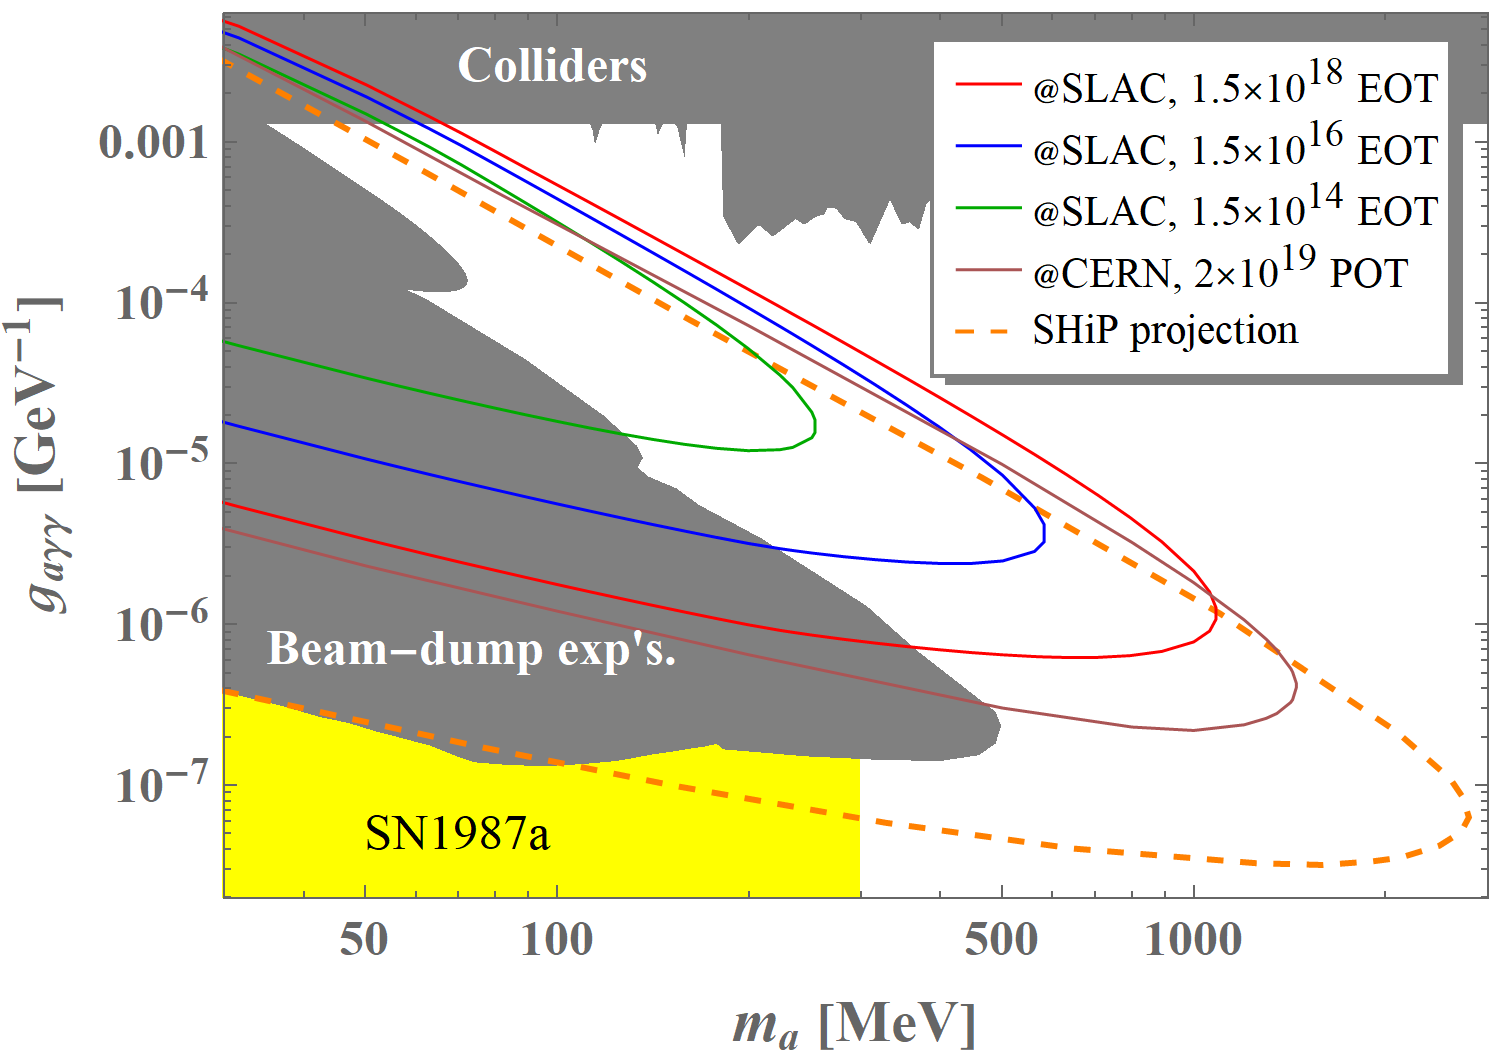 Colliders
@SLAC, 1.5×10^18 EOT
@SLAC, 1.5×10^16 EOT
@SLAC, 1.5×10^14 EOT
@CERN, 2×10^19 POT
SHiP projection
0.001
10^−4
10^−5
10^−6
10^−7
g_aγγ [GeV^−1]
Beam−dump exp's.
SN1987a
50 100 500 1000
m_a [MeV]